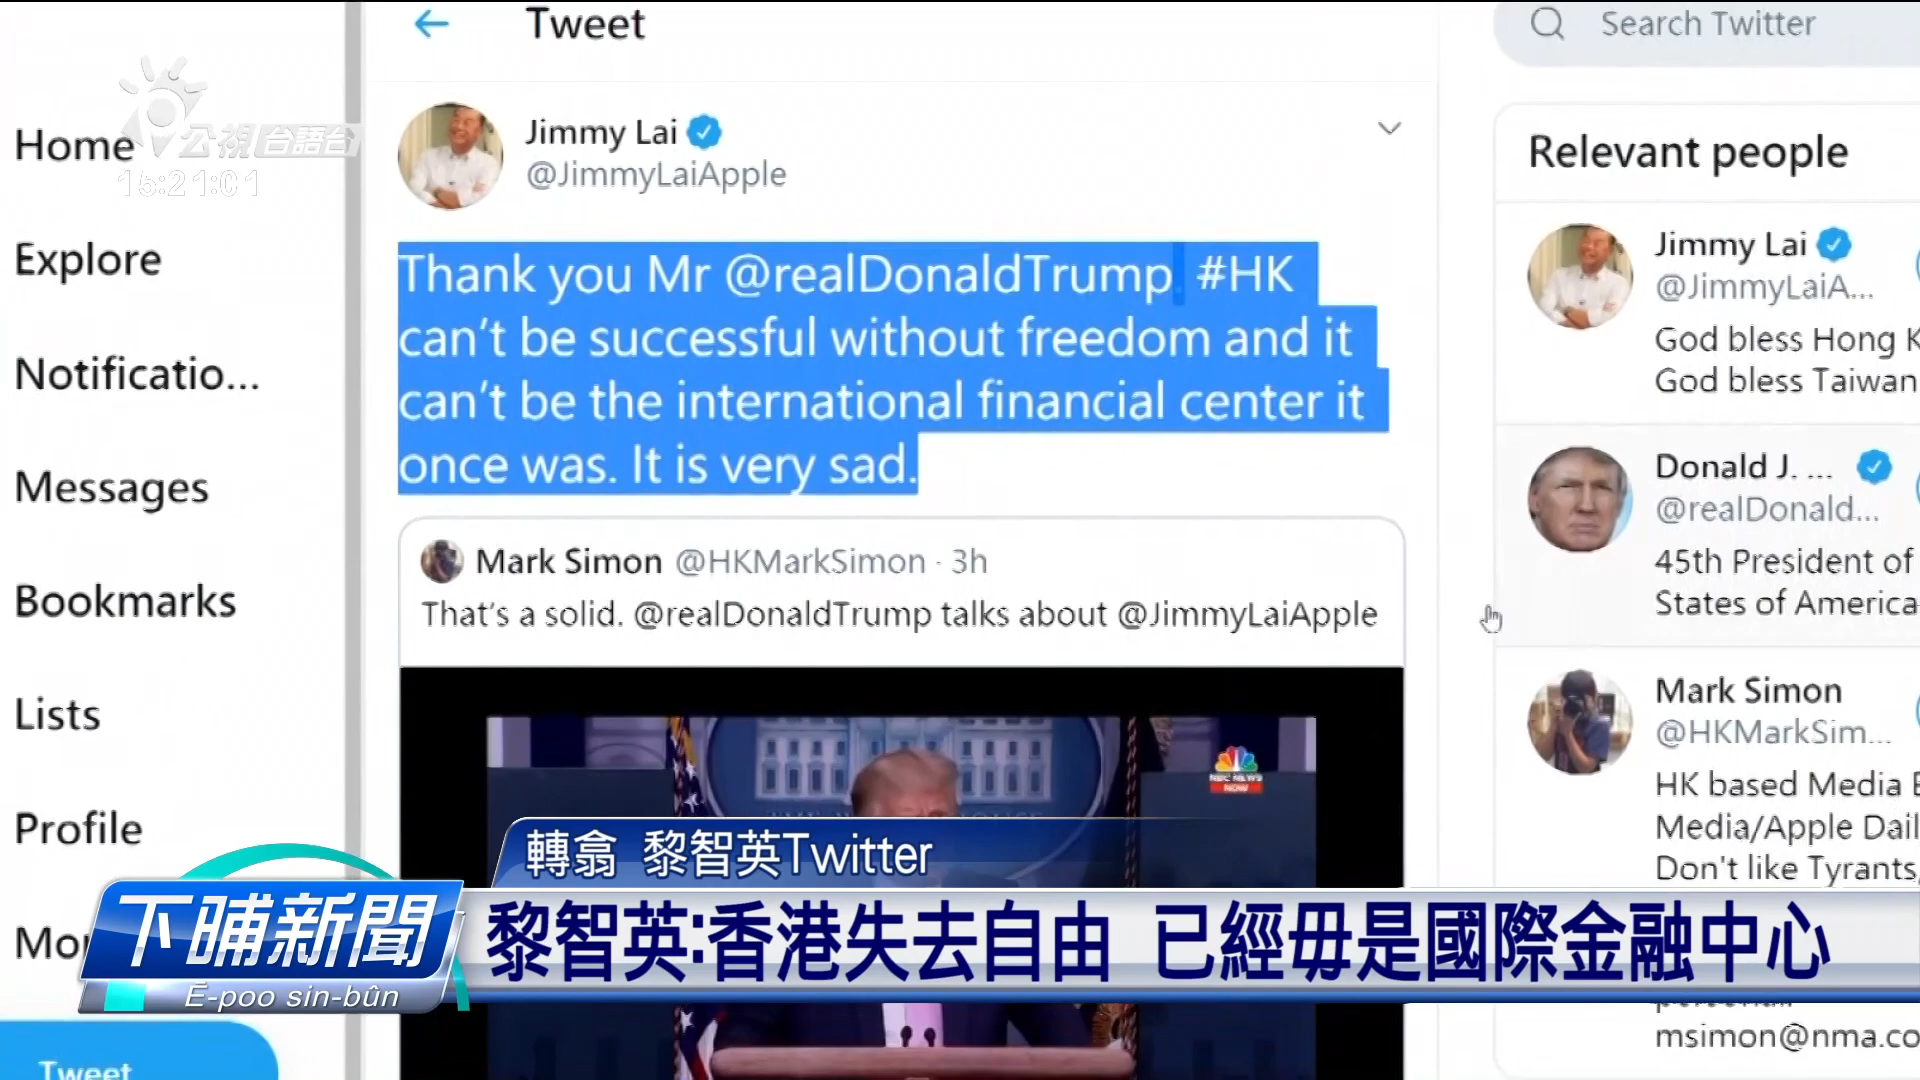 Tweet
Search Twitter
公視台語台
15:21:01
Home
Explore
Notificatio...
Messages
Bookmarks
Lists
Profile
Mo
Tweet
Jimmy Lai
@JimmyLaiApple
Thank you Mr @realDonaldTrump. #HK
can't be successful without freedom and it
can't be the international financial center it
once was. It is very sad.
Mark Simon @HKMarkSimon · 3h
That's a solid. @realDonaldTrump talks about @JimmyLaiApple
NBC NEWS
NOW
Relevant people
Jimmy Lai
@JimmyLaiA...
God bless Hong K
God bless Taiwan
Donald J. ...
@realDonald...
45th President of
States of America
Mark Simon
@HKMarkSim...
HK based Media E
Media/Apple Dail
Don't like Tyrants,
msimon@nma.co
轉翕 黎智英Twitter
下晡新聞
Ē-poo sin-bûn
黎智英:香港失去自由 已經毋是國際金融中心